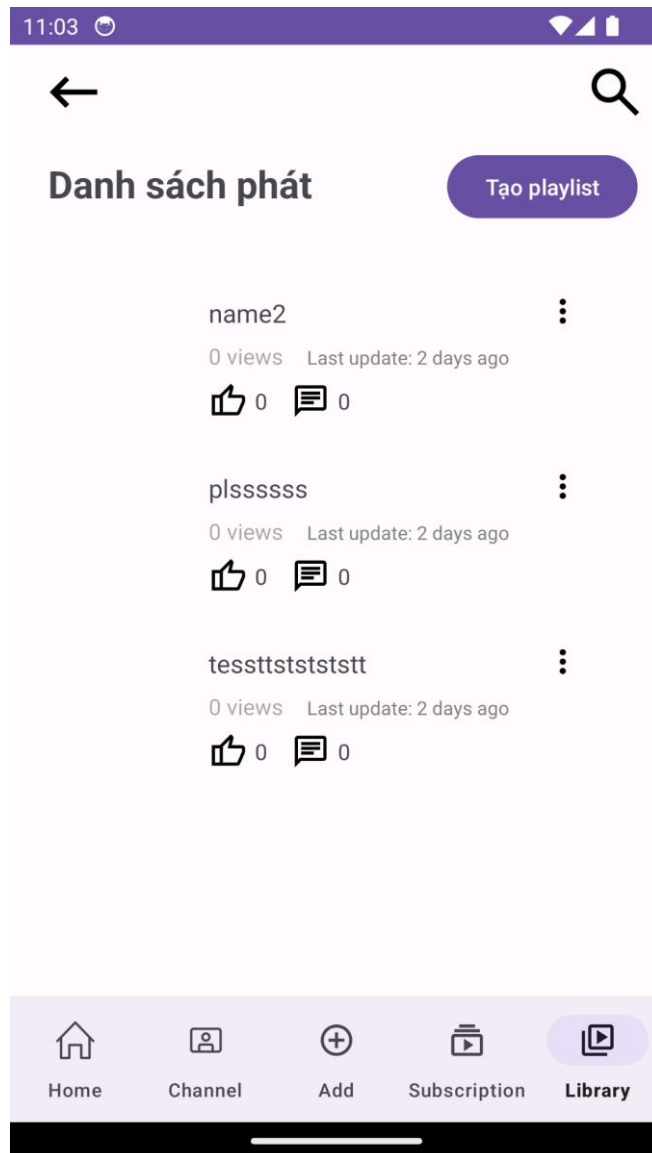 11:03
Danh sách phát
Tạo playlist
name2
0 views Last update: 2 days ago
0 0
plssssss
0 views Last update: 2 days ago
0 0
tessttststststt
0 views Last update: 2 days ago
0 0
Home Channel Add Subscription Library